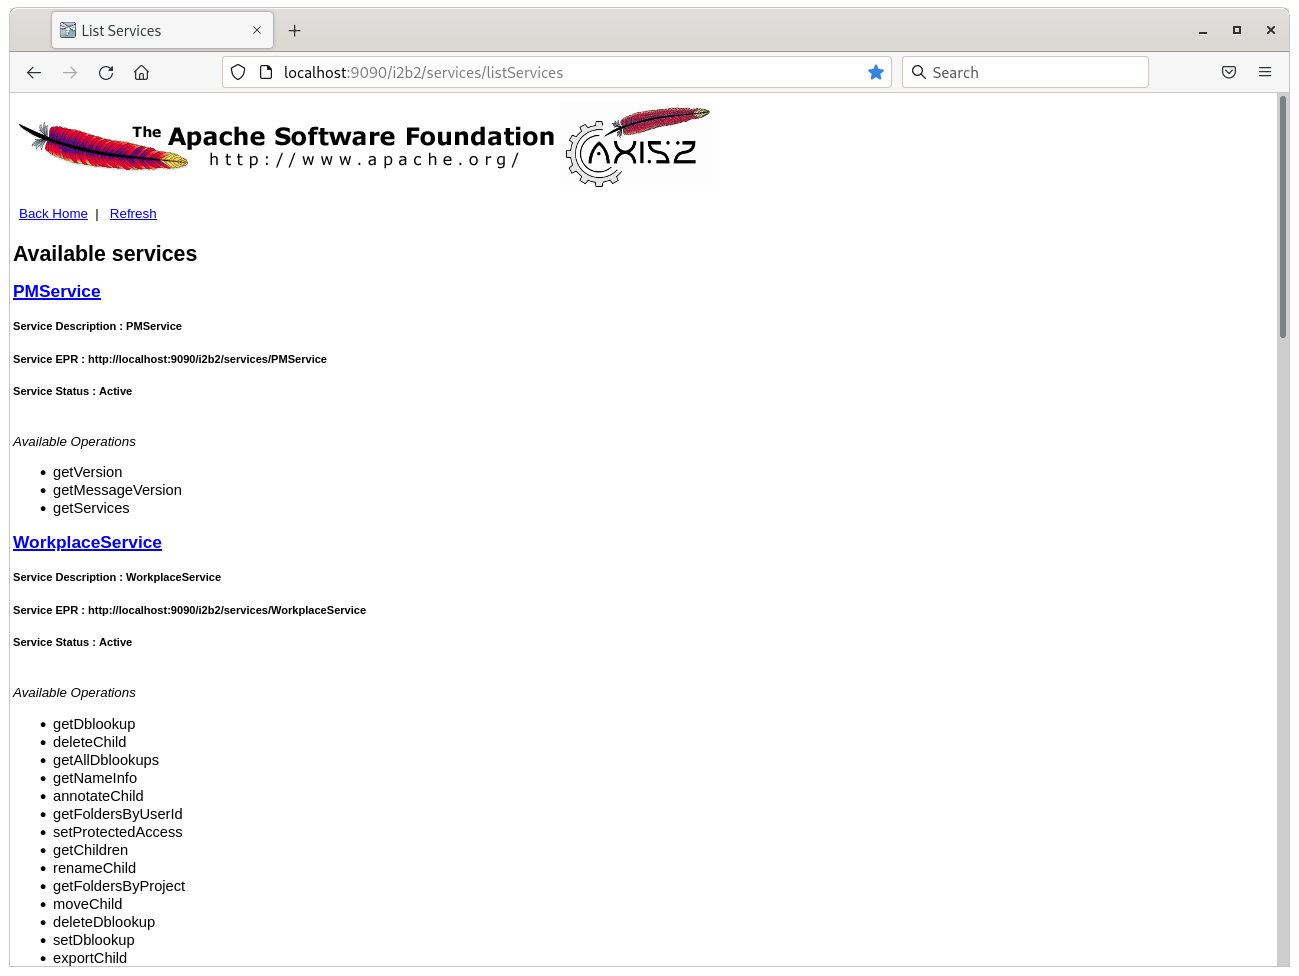 List Services
localhost:9090/i2b2/services/listServices
Search
The Apache Software Foundation
http://www.apache.org/
AXIS2
Back Home | Refresh
Available services
PMService
Service Description : PMService
Service EPR : http://localhost:9090/i2b2/services/PMService
Service Status : Active
Available Operations
• getVersion
• getMessageVersion
• getServices
WorkplaceService
Service Description : WorkplaceService
Service EPR : http://localhost:9090/i2b2/services/WorkplaceService
Service Status : Active
Available Operations
• getDblookup
• deleteChild
• getAllDblookups
• getNameInfo
• annotateChild
• getFoldersByUserId
• setProtectedAccess
• getChildren
• renameChild
• getFoldersByProject
• moveChild
• deleteDblookup
• setDblookup
• exportChild